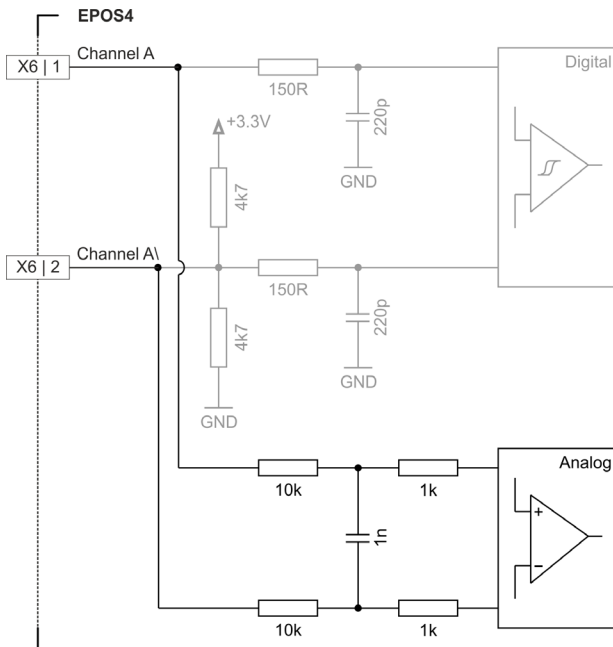 EPOS4
X6 | 1
Channel A
150R
220p
GND
Digital
+3.3V
4k7
X6 | 2
Channel A\
150R
220p
GND
4k7
GND
10k
1k
Analog
+
1n
−
10k
1k